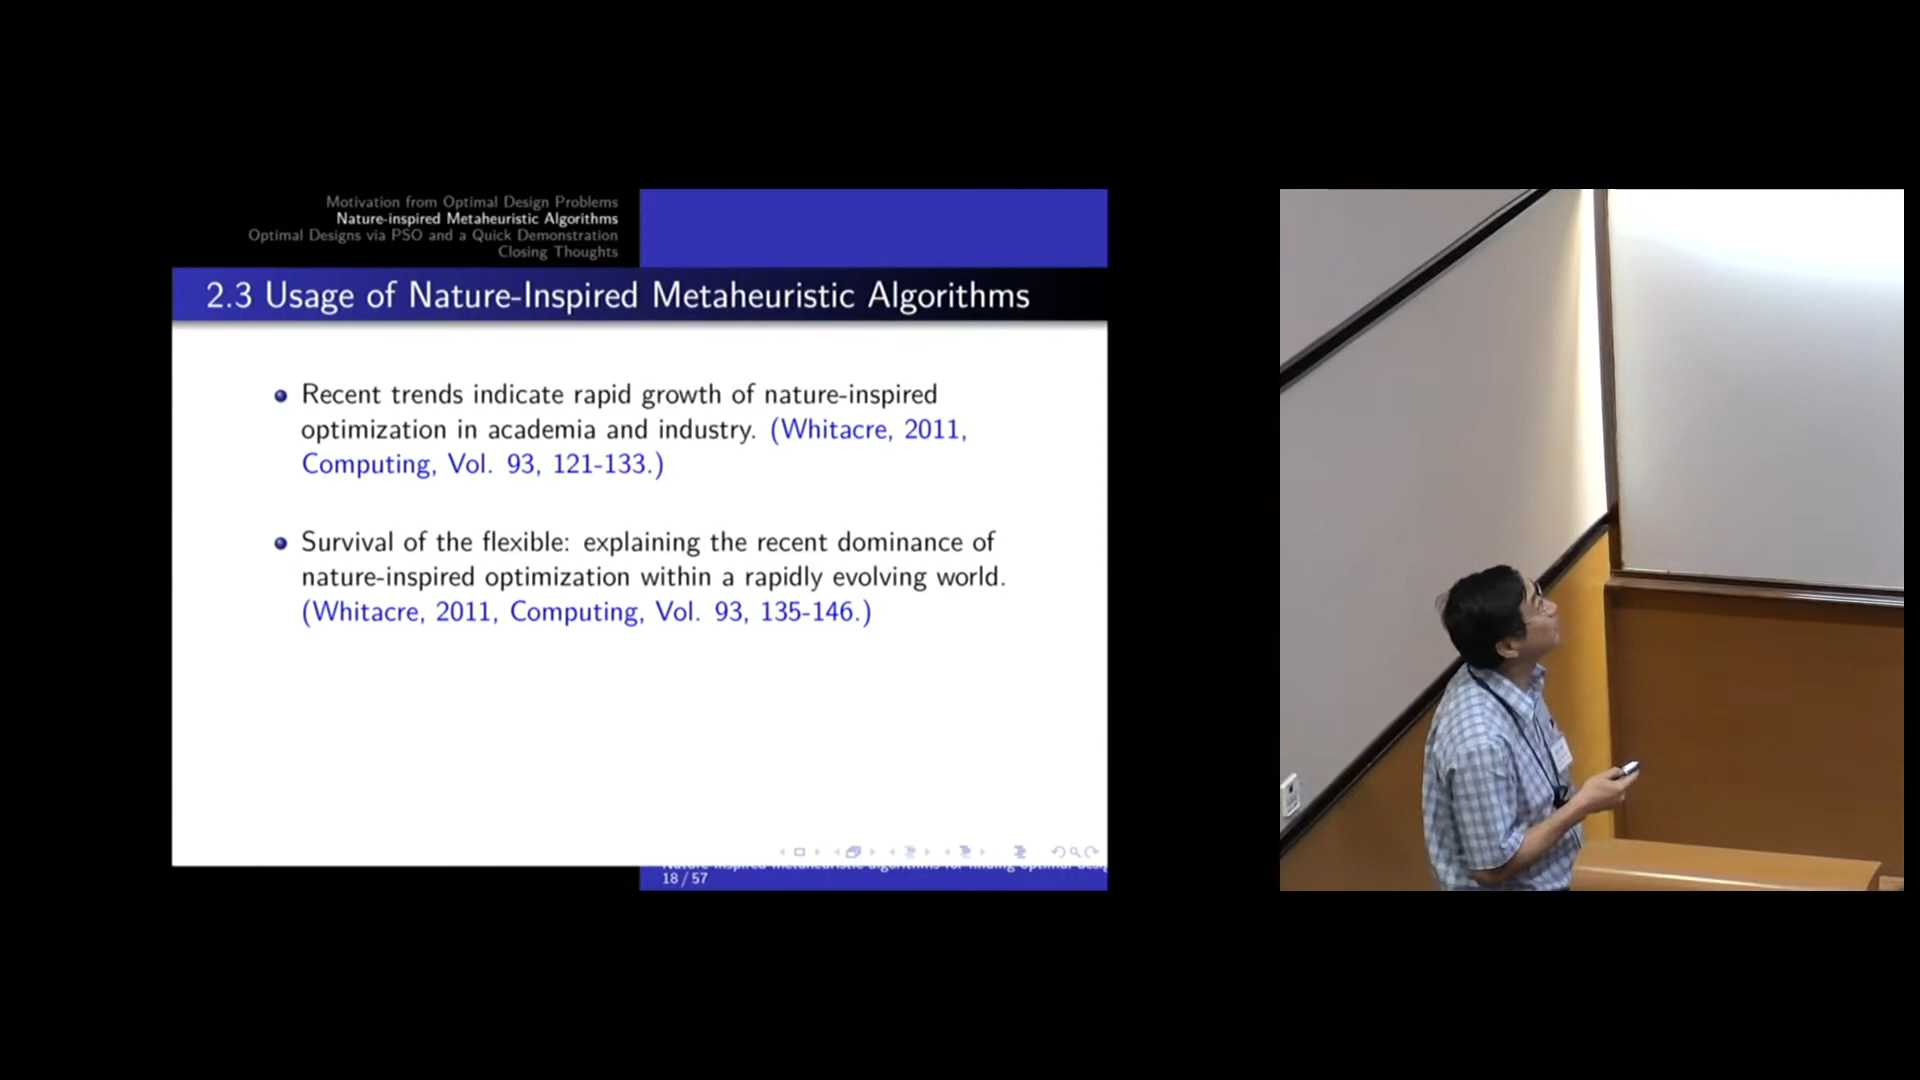 Motivation from Optimal Design Problems
Nature-inspired Metaheuristic Algorithms
Optimal Designs via PSO and a Quick Demonstration
Closing Thoughts
2.3 Usage of Nature-Inspired Metaheuristic Algorithms
Recent trends indicate rapid growth of nature-inspired
optimization in academia and industry. (Whitacre, 2011,
Computing, Vol. 93, 121-133.)
Survival of the flexible: explaining the recent dominance of
nature-inspired optimization within a rapidly evolving world.
(Whitacre, 2011, Computing, Vol. 93, 135-146.)
18 / 57